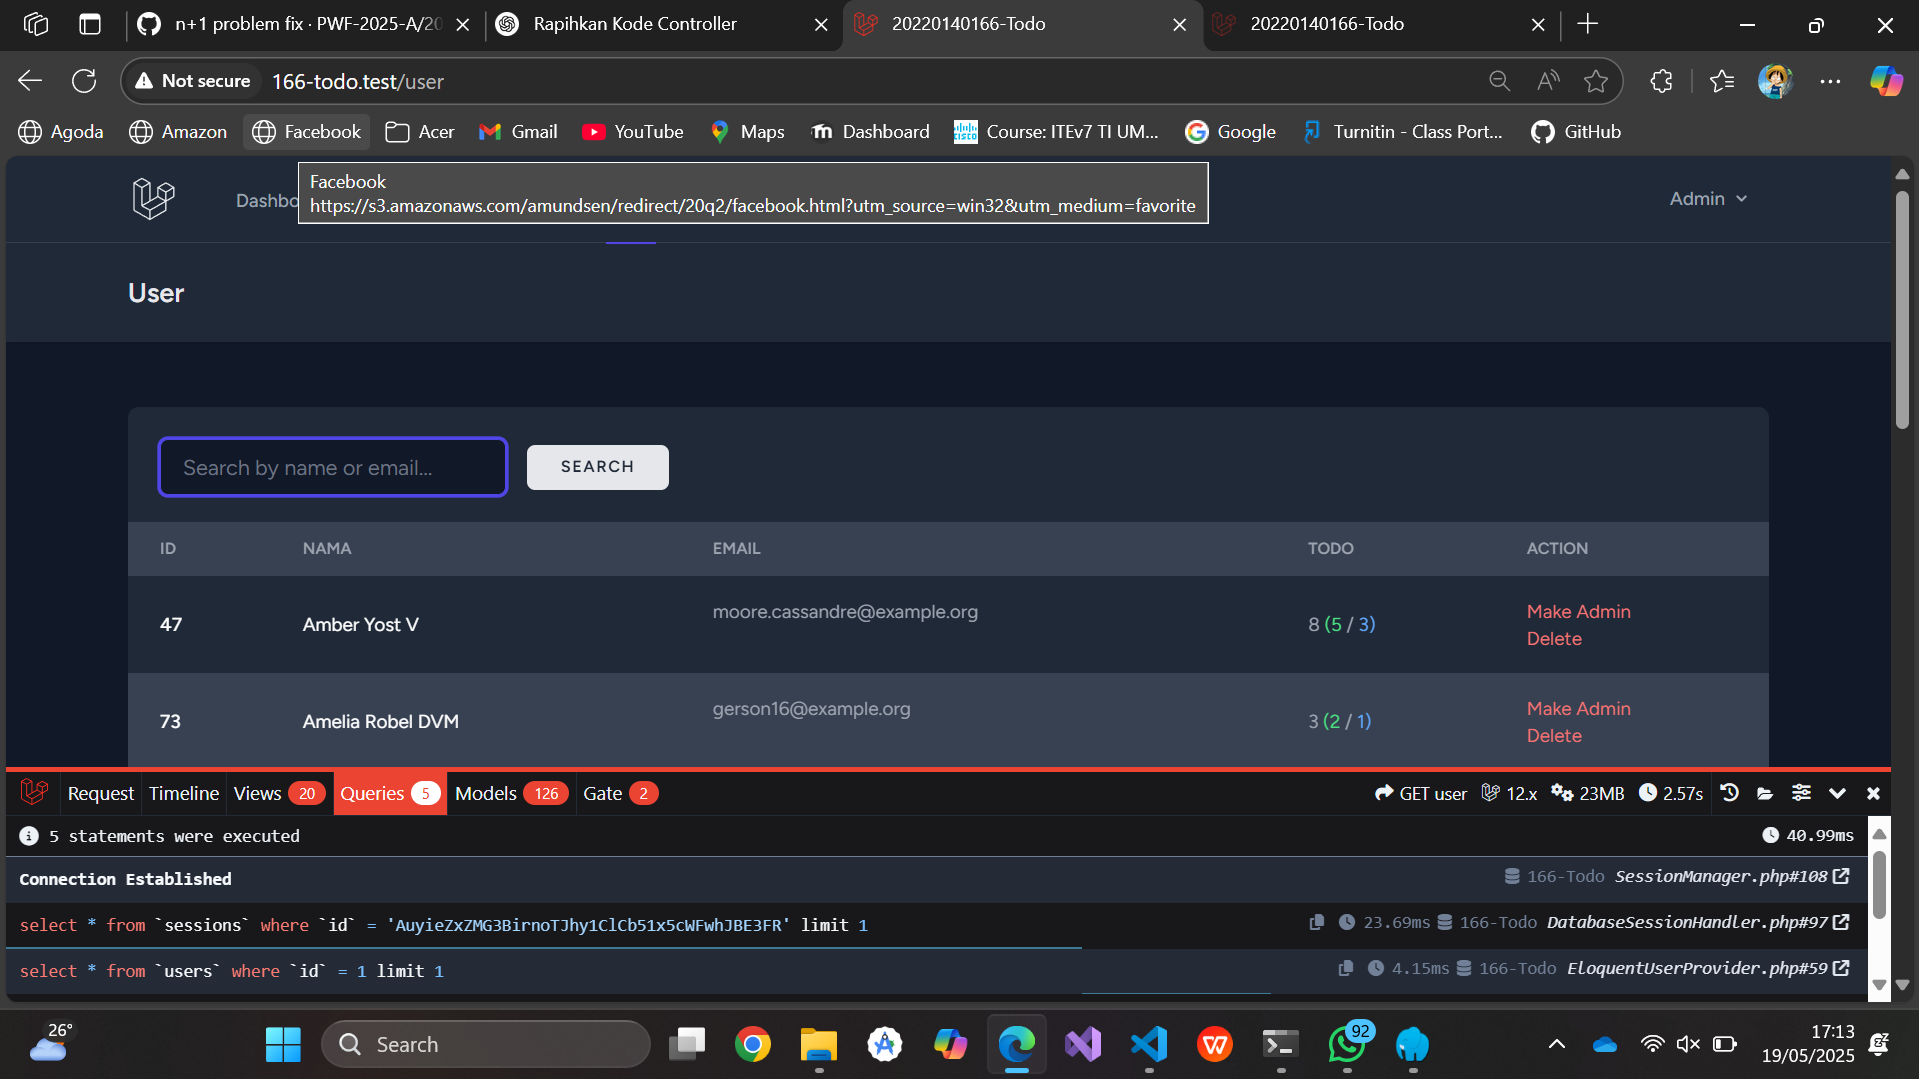 n+1 problem fix · PWF-2025-A/20
Rapihkan Kode Controller
20220140166-Todo
20220140166-Todo
Not secure
166-todo.test/user
Agoda
Amazon
Facebook
Acer
Gmail
YouTube
Maps
Dashboard
Course: ITEv7 TI UM...
Google
Turnitin - Class Port...
GitHub
Facebook
https://s3.amazonaws.com/amundsen/redirect/20q2/facebook.html?utm_source=win32&utm_medium=favorite
Dashbo
Admin
User
Search by name or email...
SEARCH
ID NAMA EMAIL TODO ACTION
47 Amber Yost V moore.cassandre@example.org 8 (5 / 3) Make Admin
Delete
73 Amelia Robel DVM gerson16@example.org 3 (2 / 1) Make Admin
Delete
Request Timeline Views 20 Queries 5 Models 126 Gate 2 GET user 12.x 23MB 2.57s
5 statements were executed 40.99ms
Connection Established 166-Todo SessionManager.php#108
select * from `sessions` where `id` = 'AuyieZxZMG3BirnoTJhy1ClCb51x5cWFwhJBE3FR' limit 1 23.69ms 166-Todo DatabaseSessionHandler.php#97
select * from `users` where `id` = 1 limit 1 4.15ms 166-Todo EloquentUserProvider.php#59
26°
Search
92
17:13
19/05/2025